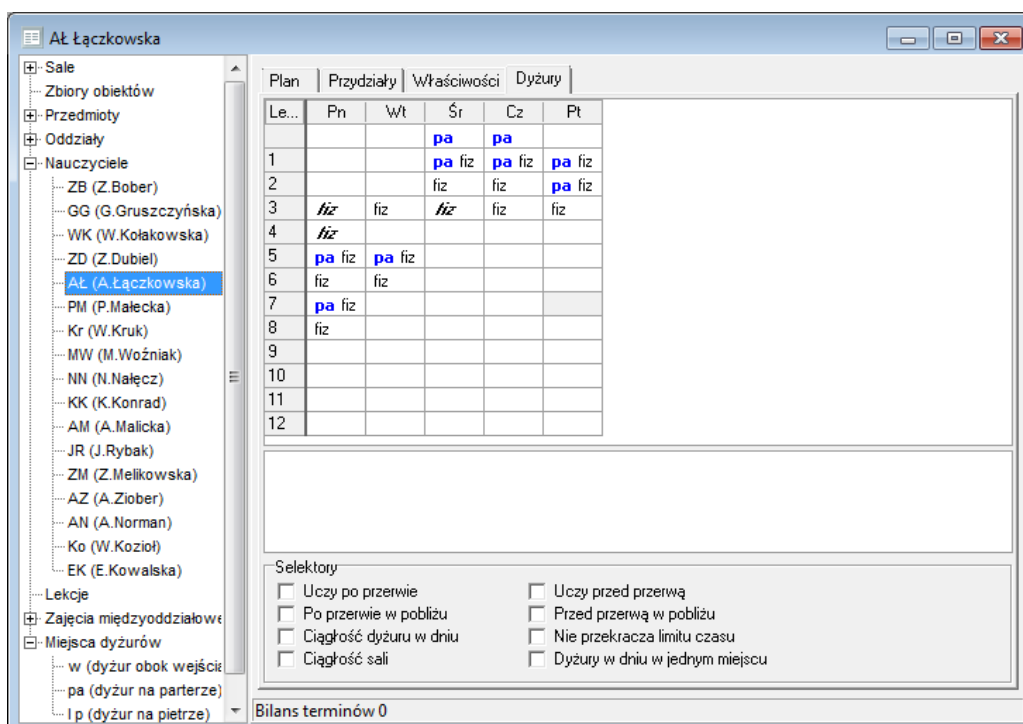 AŁ Łączkowska
Sale
Zbiory obiektów
Przedmioty
Oddziały
Nauczyciele
ZB (Z.Bober)
GG (G.Gruszczyńska)
WK (W.Kołakowska)
ZD (Z.Dubiel)
AŁ (A.Łączkowska)
PM (P.Małecka)
Kr (W.Kruk)
MW (M.Woźniak)
NN (N.Nałęcz)
KK (K.Konrad)
AM (A.Malicka)
JR (J.Rybak)
ZM (Z.Melikowska)
AZ (A.Ziober)
AN (A.Norman)
Ko (W.Kozioł)
EK (E.Kowalska)
Lekcje
Zajęcia międzyoddziałowe
Miejsca dyżurów
w (dyżur obok wejścia
pa (dyżur na parterze)
I p (dyżur na pietrze)
Plan Przydziały Właściwości Dyżury
Le... Pn Wt Śr Cz Pt
pa pa
1 pa fiz pa fiz pa fiz
2 fiz fiz pa fiz
3 fiz fiz fiz fiz fiz
4 fiz
5 pa fiz pa fiz
6 fiz fiz
7 pa fiz
8 fiz
9
10
11
12
Selektory
Uczy po przerwie Uczy przed przerwą
Po przerwie w pobliżu Przed przerwą w pobliżu
Ciągłość dyżuru w dniu Nie przekracza limitu czasu
Ciągłość sali Dyżury w dniu w jednym miejscu
Bilans terminów 0